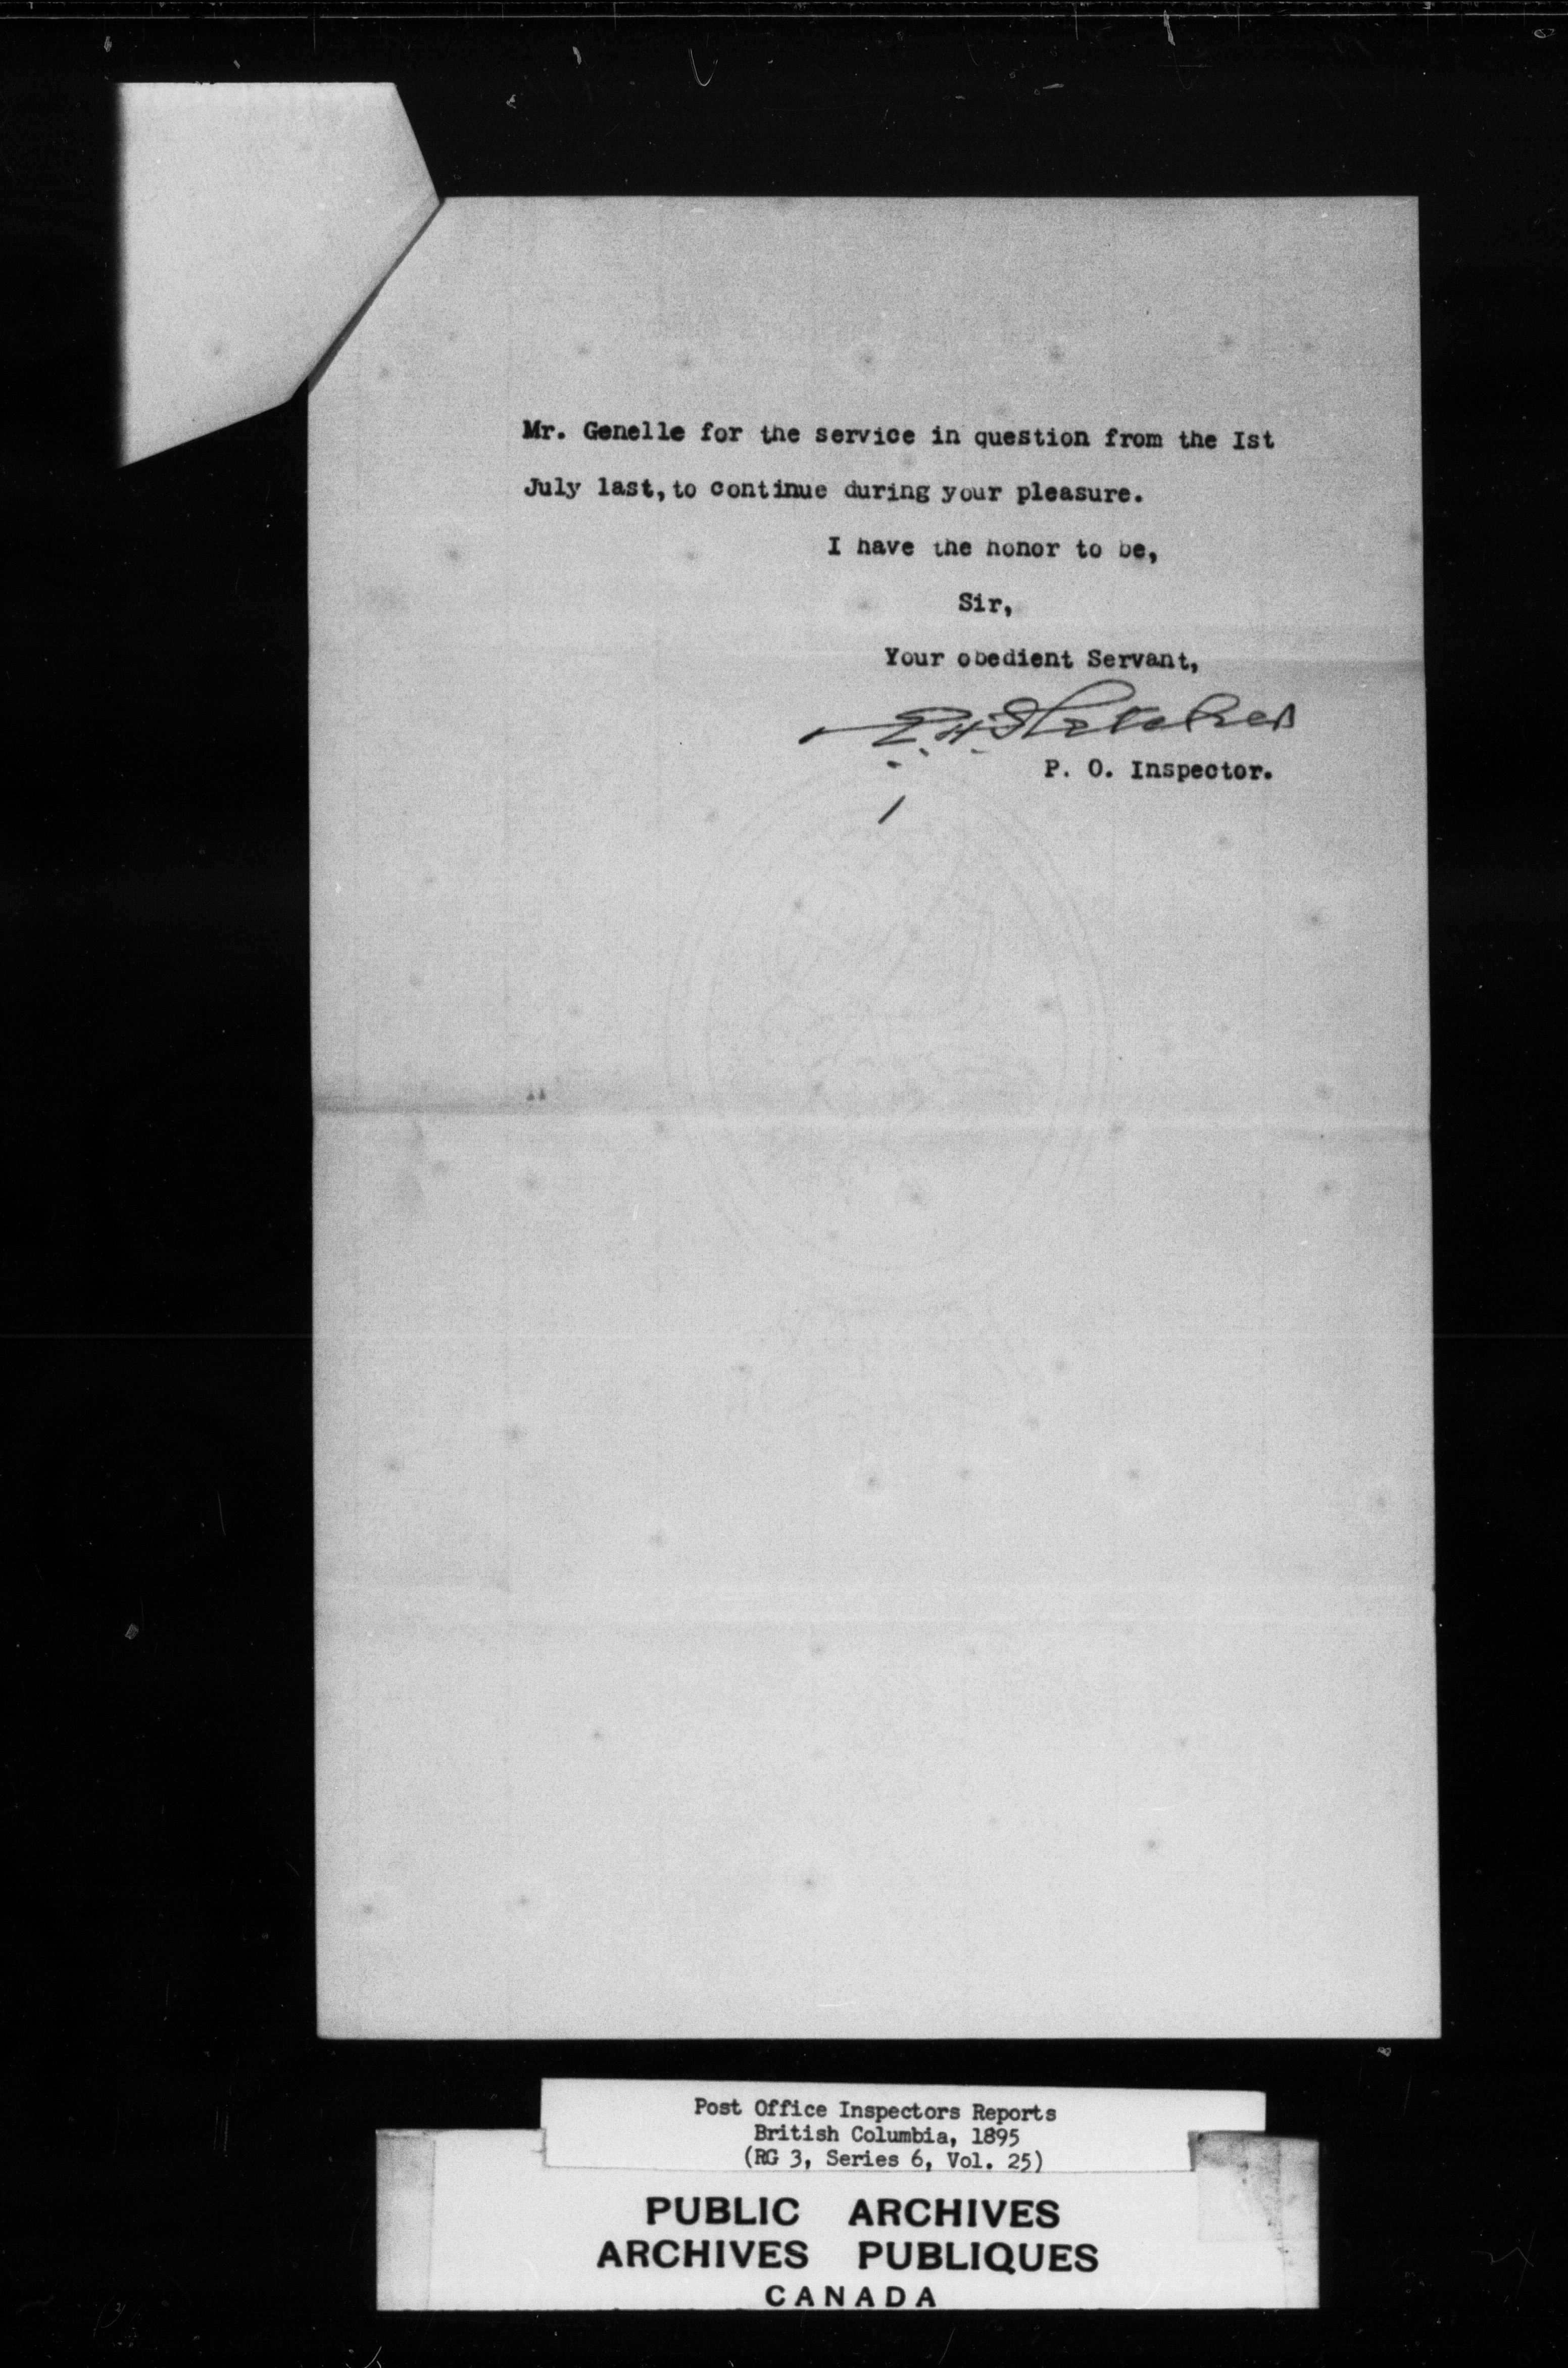 Mr. Genelle for the service in question from the Ist
July last, to continue during your pleasure.
I have the honor to be,
Sir,
Your obedient Servant,
E. H. Fletcher
P. O. Inspector.
Post Office Inspectors Reports
British Columbia, 1895
(RG 3, Series 6, Vol. 25)
PUBLIC ARCHIVES
ARCHIVES PUBLIQUES
CANADA